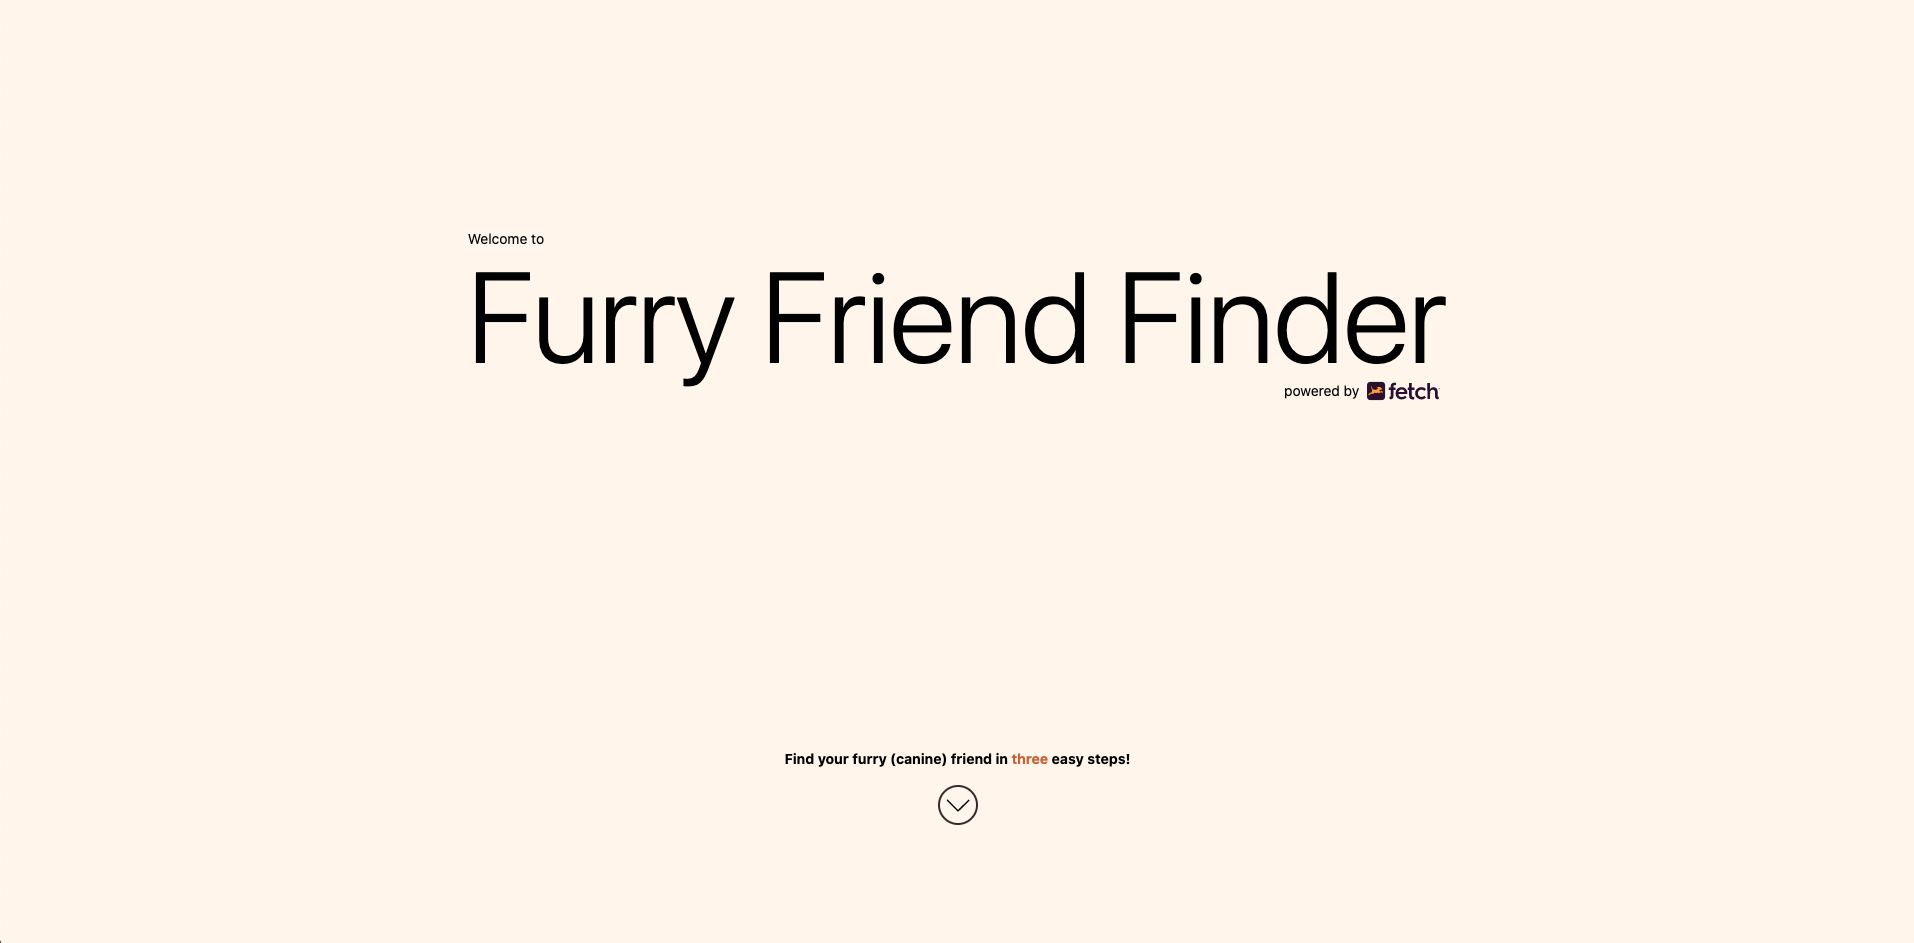 Welcome to
Furry Friend Finder
powered by fetch
Find your furry (canine) friend in three easy steps!